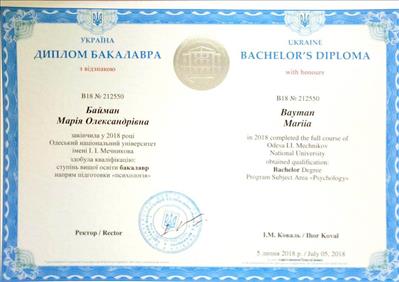 УКРАЇНА
ДИПЛОМ БАКАЛАВРА
з відзнакою
В18 № 212550
Байман
Марія Олександрівна
закінчила у 2018 році
Одеський національний університет
імені І. І. Мечникова
здобула кваліфікацію:
ступінь вищої освіти бакалавр
напрям підготовки «психологія»
Ректор / Rector
UKRAINE
BACHELOR'S DIPLOMA
with honours
B18 № 212550
Bayman
Mariia
in 2018 completed the full course of
Odesa I.I. Mechnikov
National University
obtained qualification:
Bachelor Degree
Program Subject Area «Psychology»
І.М. Коваль / Ihor Koval
5 липня 2018 р. / July 05, 2018